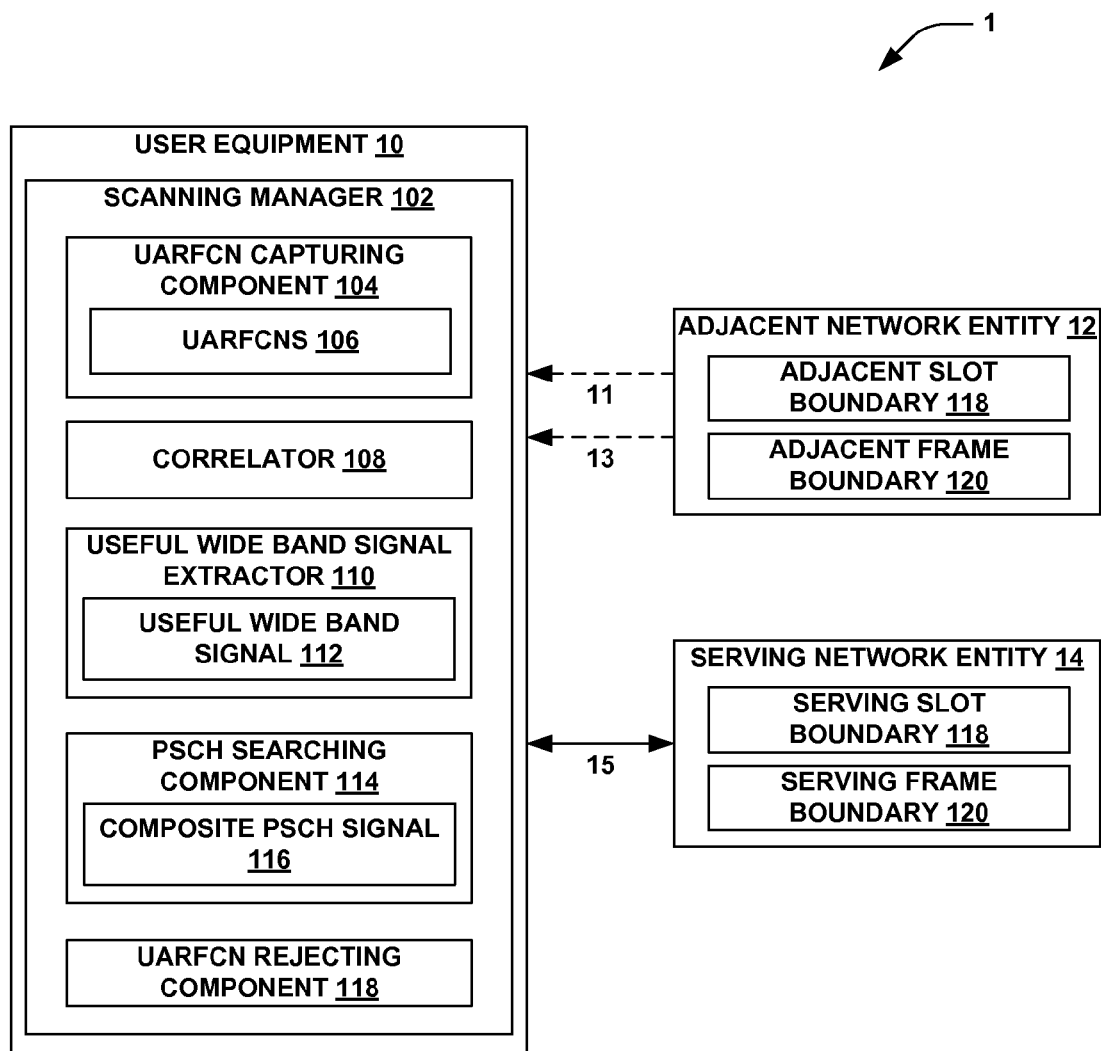 1
USER EQUIPMENT 10
SCANNING MANAGER 102
UARFCN CAPTURING
COMPONENT 104
UARFCNS 106
CORRELATOR 108
USEFUL WIDE BAND SIGNAL
EXTRACTOR 110
USEFUL WIDE BAND
SIGNAL 112
PSCH SEARCHING
COMPONENT 114
COMPOSITE PSCH SIGNAL
116
UARFCN REJECTING
COMPONENT 118
11
13
15
ADJACENT NETWORK ENTITY 12
ADJACENT SLOT
BOUNDARY 118
ADJACENT FRAME
BOUNDARY 120
SERVING NETWORK ENTITY 14
SERVING SLOT
BOUNDARY 118
SERVING FRAME
BOUNDARY 120